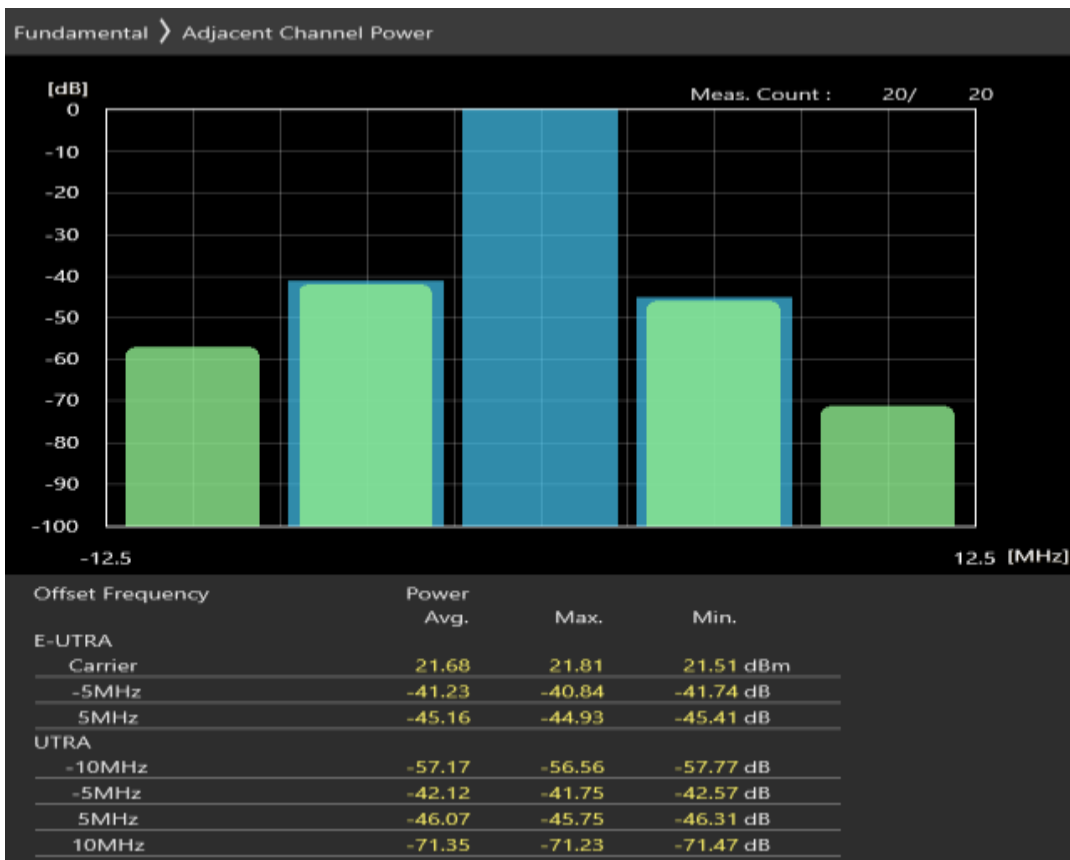 Fundamental 〉 Adjacent Channel Power
[dB]
Meas. Count : 20/ 20
0
-10
-20
-30
-40
-50
-60
-70
-80
-90
-100
-12.5 12.5 [MHz]
Offset Frequency Power
Avg. Max. Min.
E-UTRA
Carrier 21.68 21.81 21.51 dBm
-5MHz -41.23 -40.84 -41.74 dB
5MHz -45.16 -44.93 -45.41 dB
UTRA
-10MHz -57.17 -56.56 -57.77 dB
-5MHz -42.12 -41.75 -42.57 dB
5MHz -46.07 -45.75 -46.31 dB
10MHz -71.35 -71.23 -71.47 dB